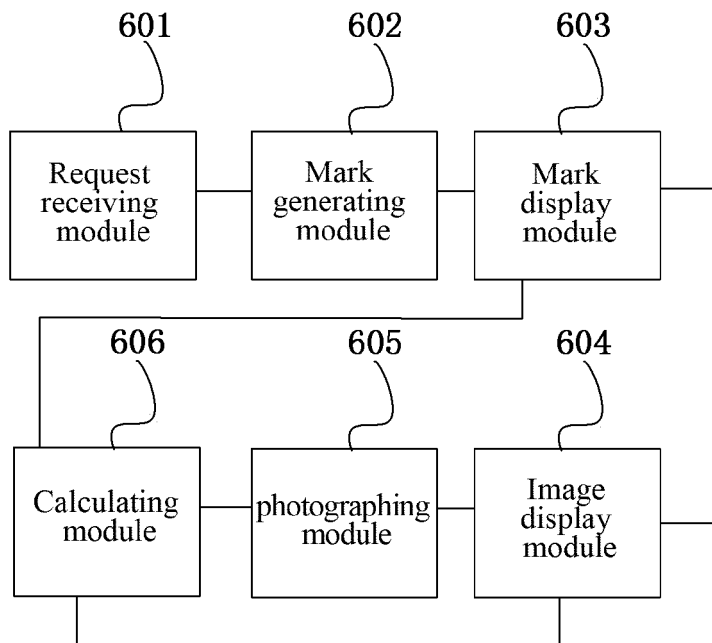 601
602
603
Request
receiving
module
Mark
generating
module
Mark
display
module
606
605
604
Calculating
module
photographing
module
Image
display
module